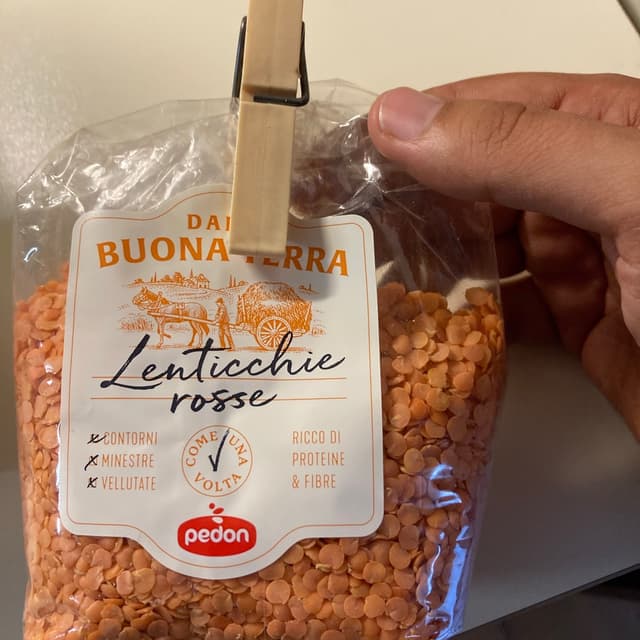 BUONA TERRA
Lenticchie
rosse
CONTORNI
MINESTRE
VELLUTATE
COME UNA
VOLTA
RICCO DI
PROTEINE
& FIBRE
pedon